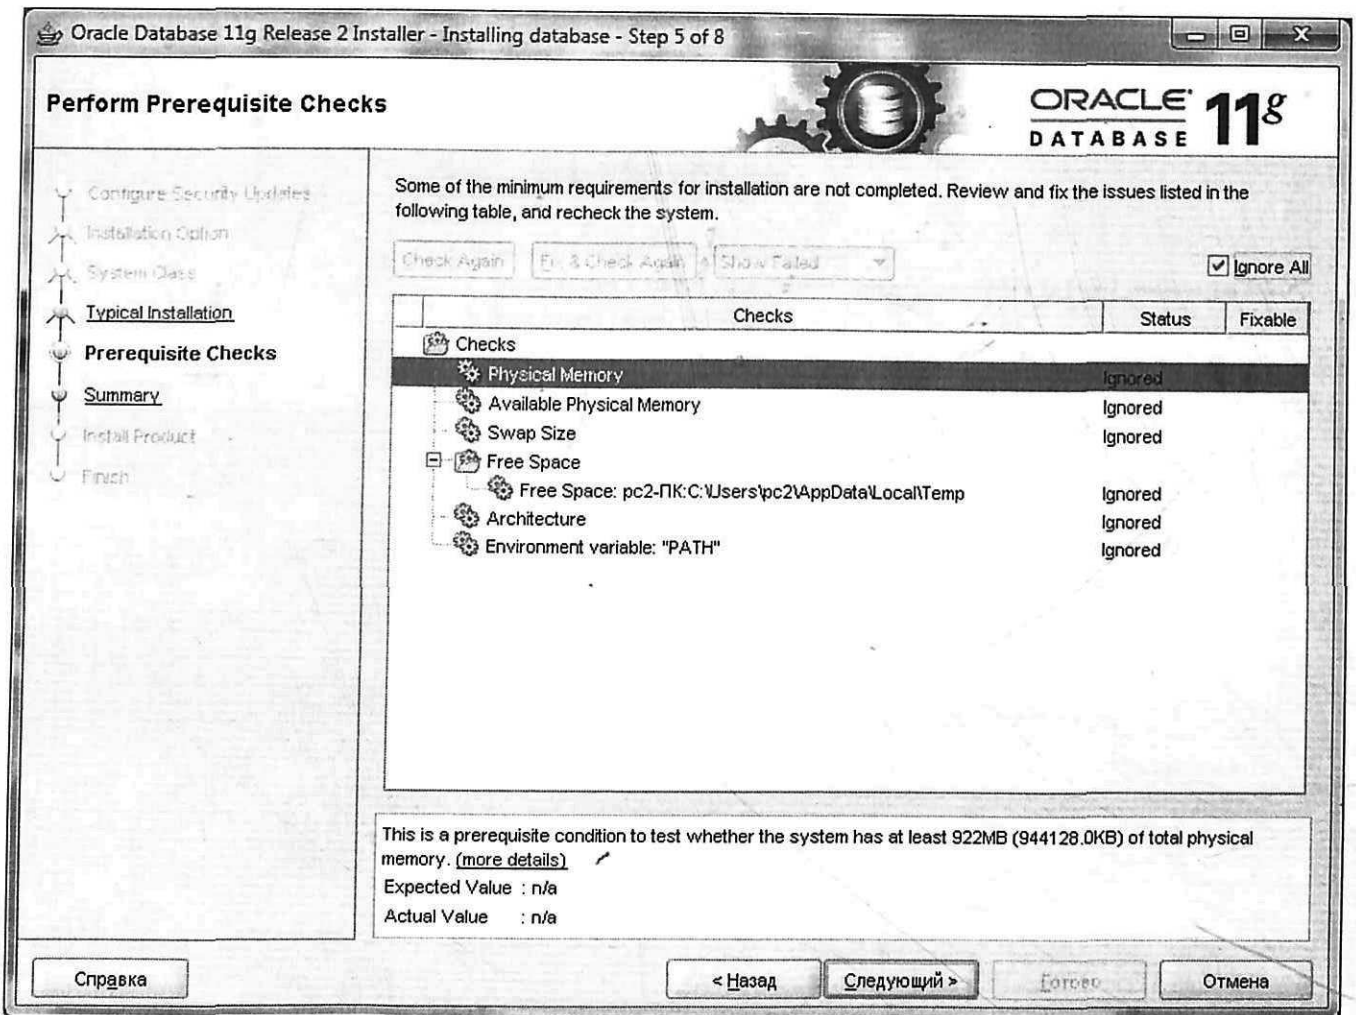 Oracle Database 11g Release 2 Installer - Installing database - Step 5 of 8
Perform Prerequisite Checks
ORACLE
DATABASE
11g
Configure Security Updates
Installation Option
System Class
Typical Installation
Prerequisite Checks
Summary
Install Product
Finish
Some of the minimum requirements for installation are not completed. Review and fix the issues listed in the
following table, and recheck the system.
Check Again Fix & Check Again Show Failed Ignore All
Checks Status Fixable
Checks
Physical Memory Ignored
Available Physical Memory Ignored
Swap Size Ignored
Free Space
Free Space: pc2-ПК:C:\Users\pc2\AppData\Local\Temp Ignored
Architecture Ignored
Environment variable: "PATH" Ignored
This is a prerequisite condition to test whether the system has at least 922MB (944128.0KB) of total physical
memory. (more details)
Expected Value : n/a
Actual Value : n/a
Справка < Назад Следующий > Готово Отмена